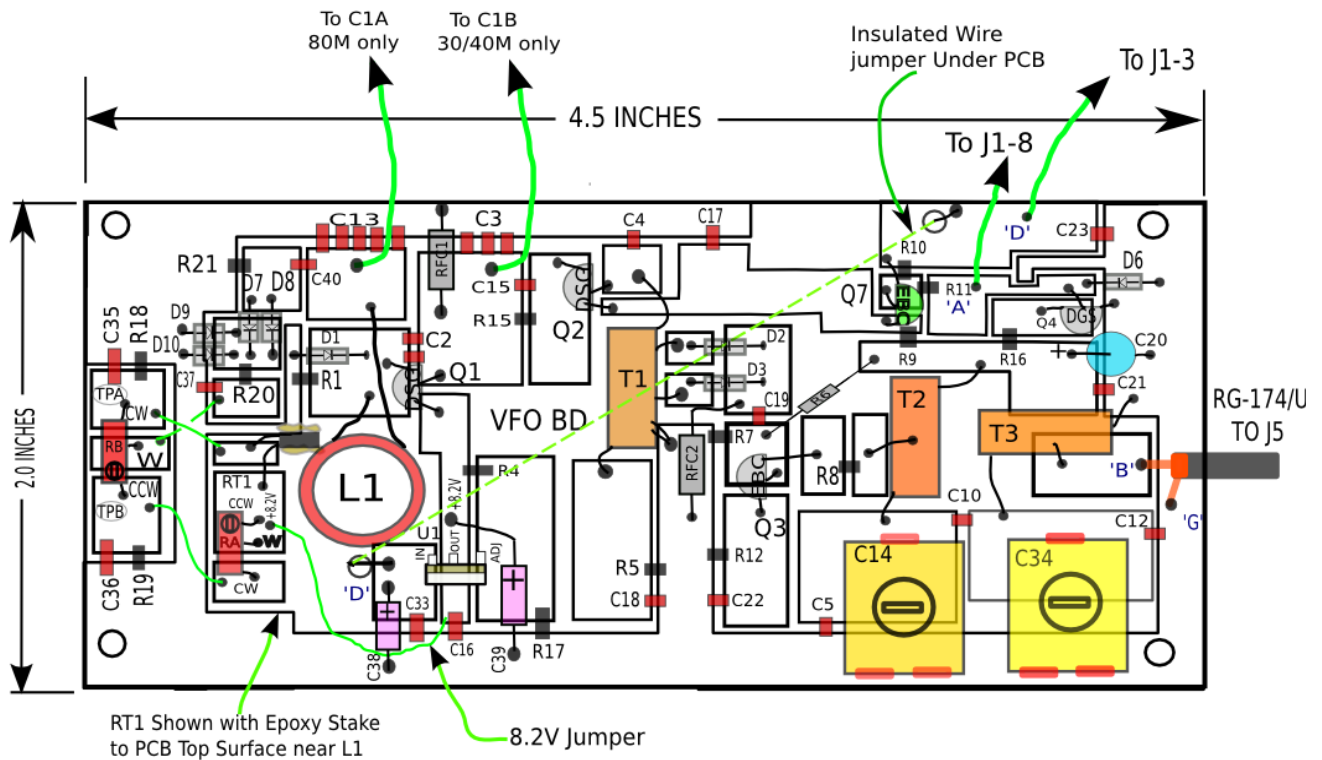 To C1A
80M only
To C1B
30/40M only
Insulated Wire
jumper Under PCB
To J1-3
4.5 INCHES
To J1-8
2.0 INCHES
C13
C3
C4
C17
RFC1
R10
'D'
C23
R21
C40
D7
D8
C15
DSG
Q7
EBC
R11
'A'
D6
C35
R18
D9
D10
D1
C2
R15
Q2
D2
R9
R16
Q4
DGS
+
C20
TPA
CW
C37
R20
R1
DSG
Q1
T1
D3
R6
C19
T2
C21
RG-174/U
TO J5
RB
W
VFO BD
R7
T3
CCW
TPB
RT1
CCW
+8.2V
L1
R4
+8.2V
RFC2
EBC
R8
'B'
'G'
RA
W
U1
IN
OUT
ADJ
Q3
C10
C12
C36
R19
CW
'D'
+
+
R5
R12
C14
C34
C18
C22
C5
C33
C16
C38
C39
R17
RT1 Shown with Epoxy Stake
to PCB Top Surface near L1
8.2V Jumper